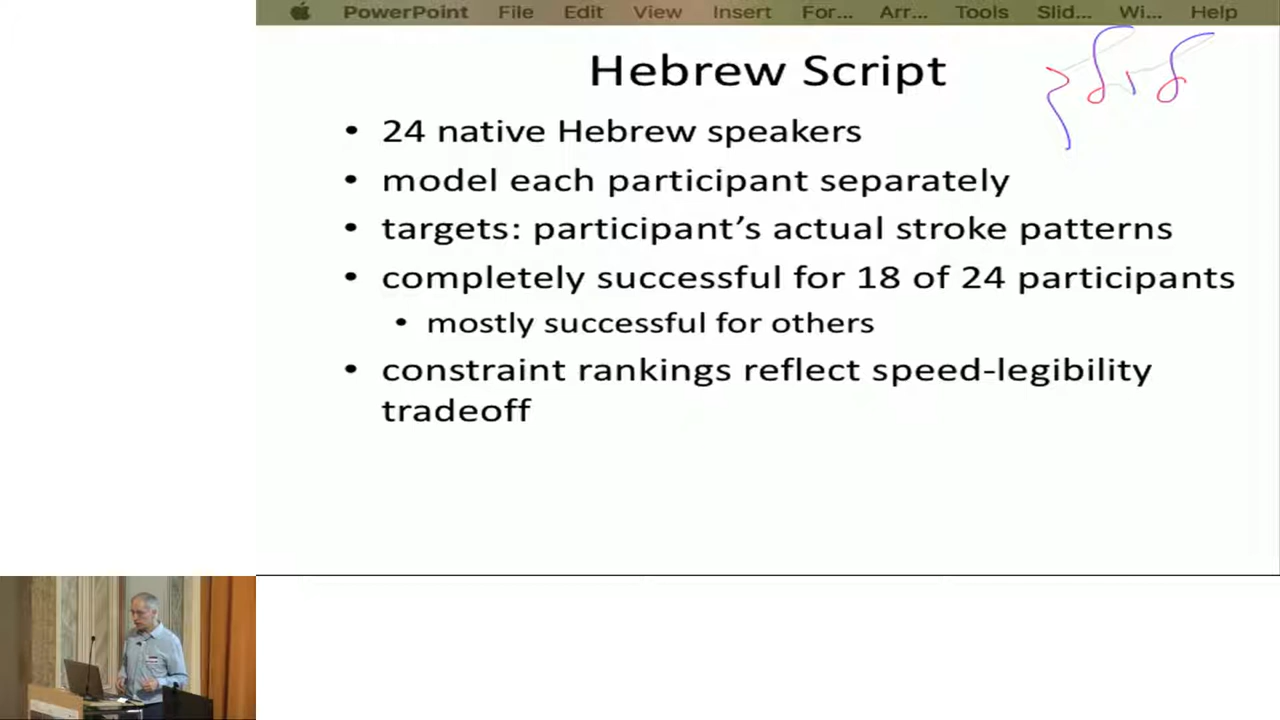 PowerPoint File Edit View Insert For... Arr... Tools Slid... Wi... Help
Hebrew Script
• 24 native Hebrew speakers
• model each participant separately
• targets: participant's actual stroke patterns
• completely successful for 18 of 24 participants
• mostly successful for others
• constraint rankings reflect speed-legibility
tradeoff